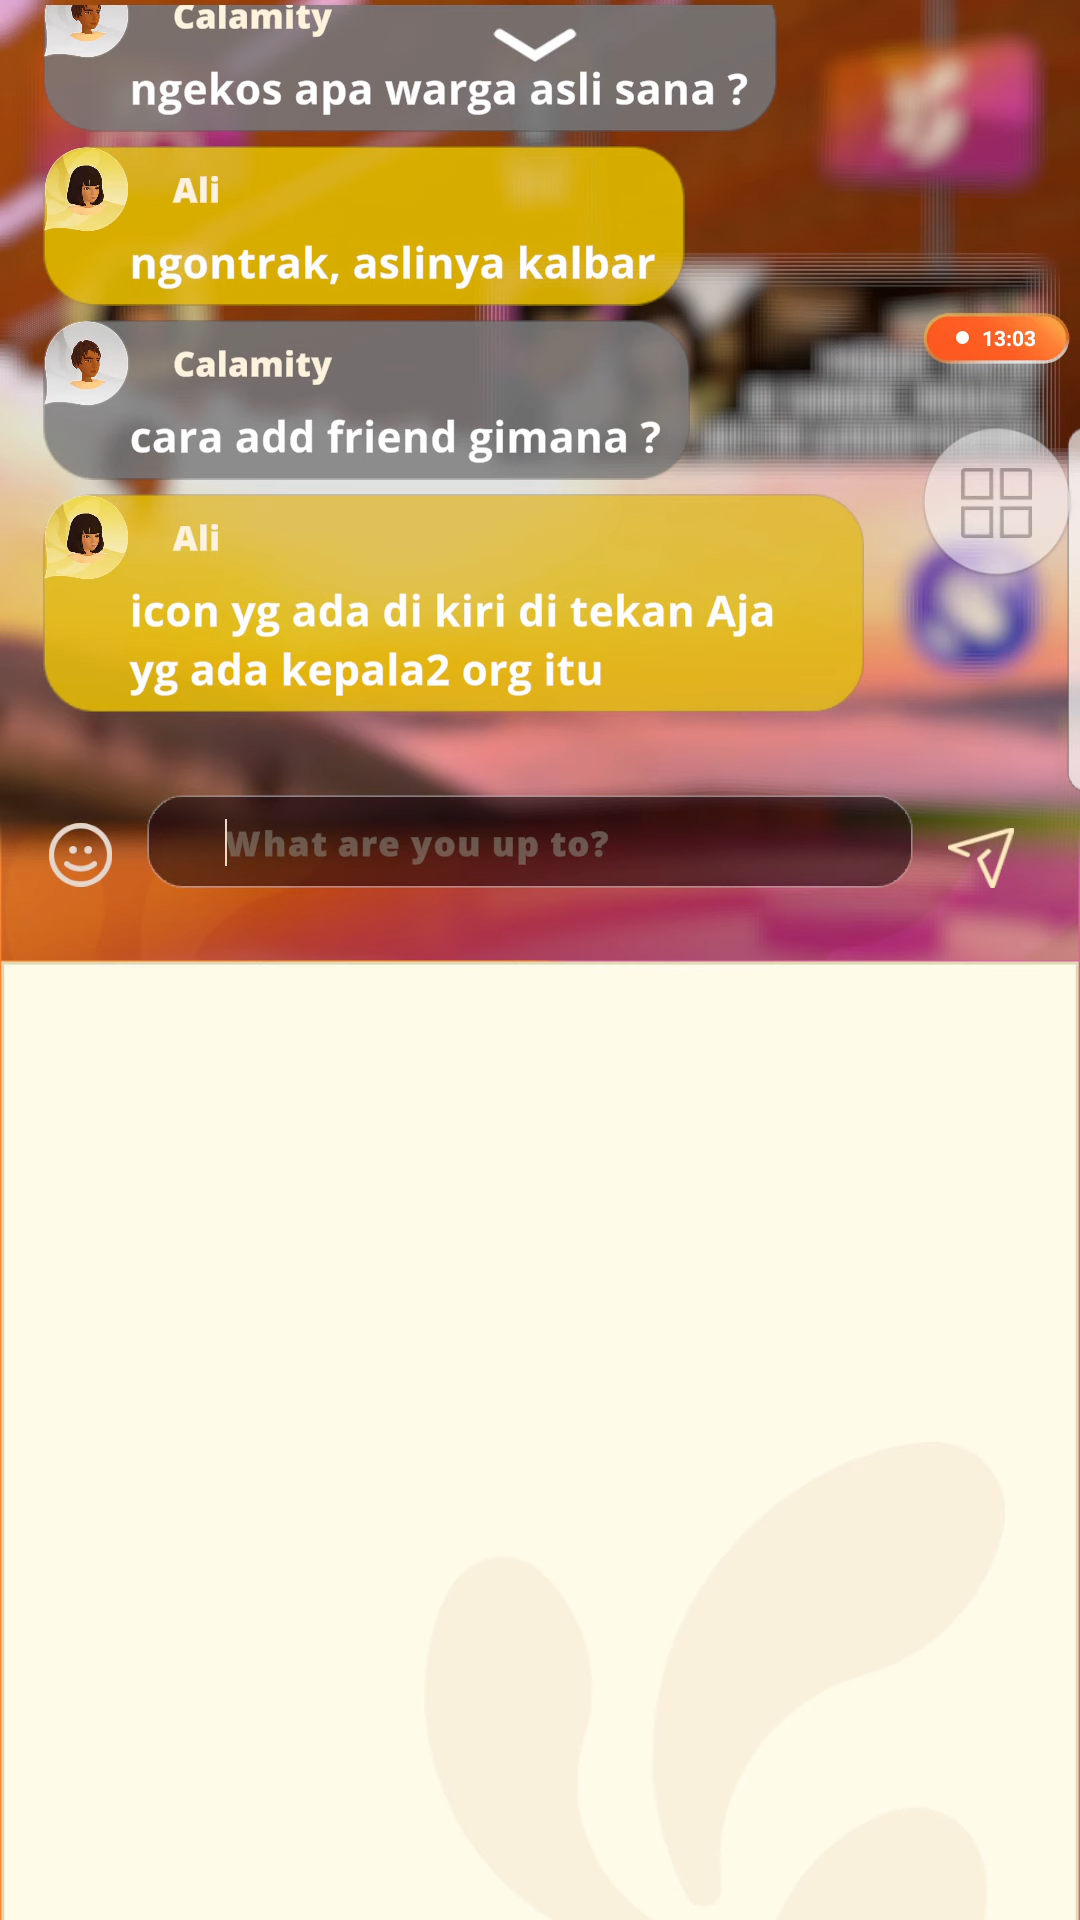 Calamity
ngekos apa warga asli sana ?
Ali
ngontrak, aslinya kalbar
13:03
Calamity
cara add friend gimana ?
Ali
icon yg ada di kiri di tekan Aja
yg ada kepala2 org itu
What are you up to?